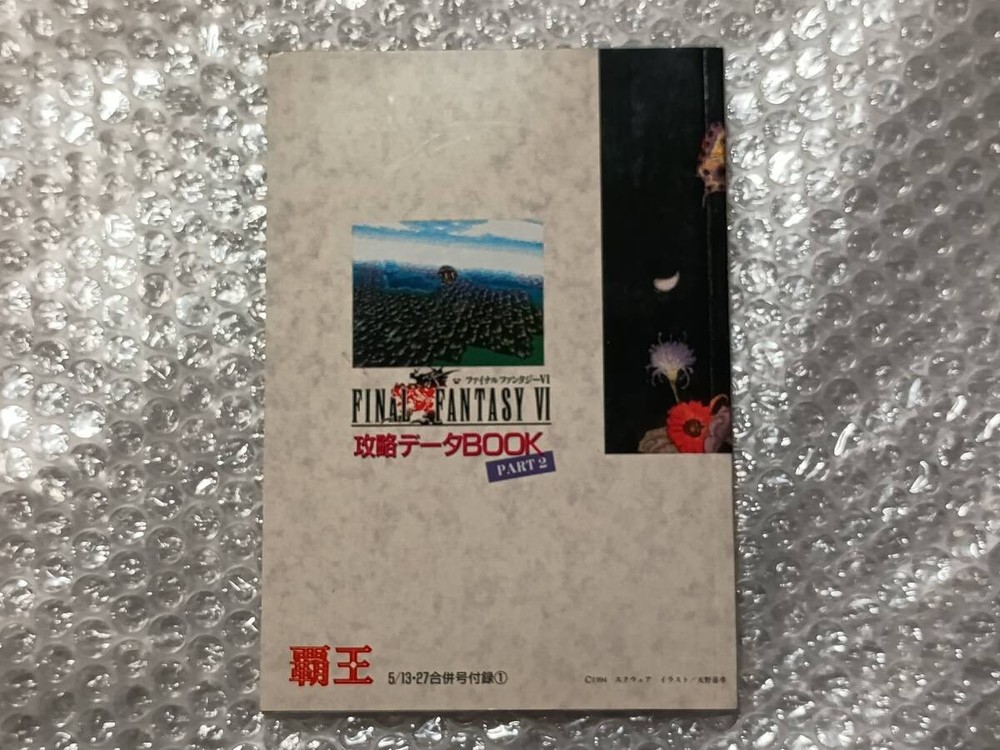 ファイナルファンタジーVI
FINAL FANTASY VI
攻略データBOOK
PART 2
覇王 5/13・27合併号付録①
©1994 スクウェア イラスト／天野喜孝